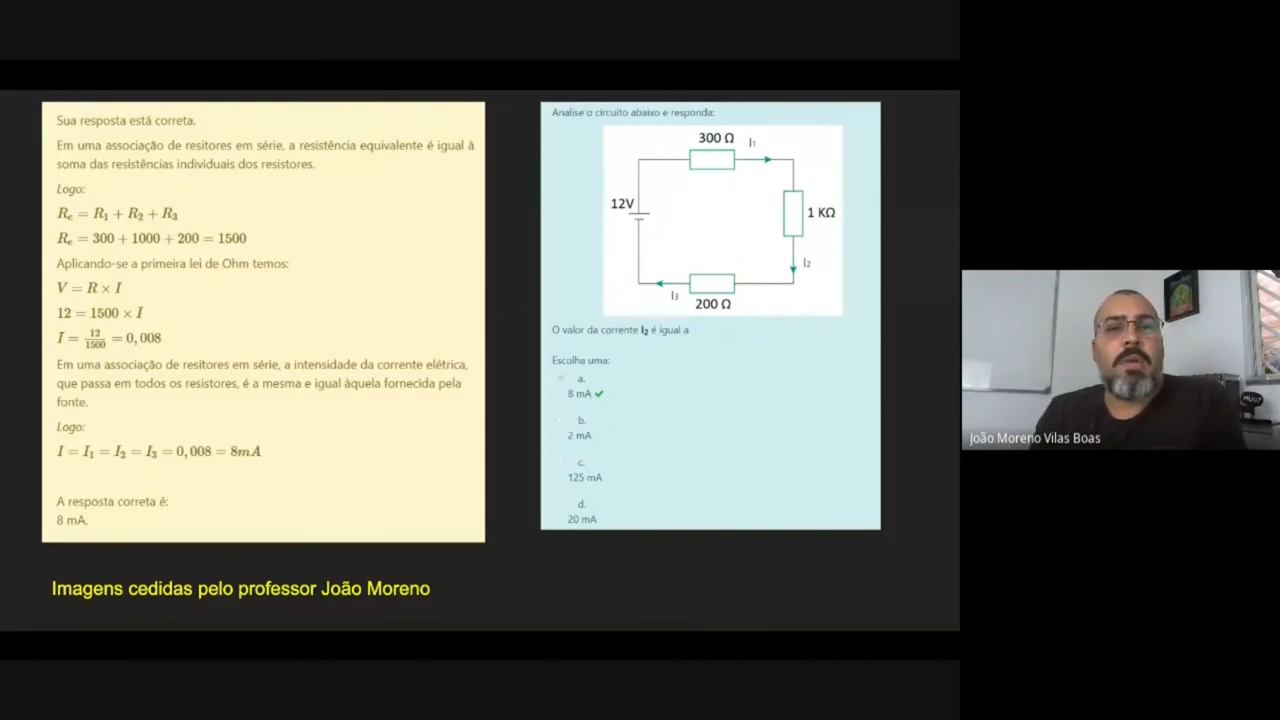 Sua resposta está correta.
Em uma associação de resitores em série, a resistência equivalente é igual à
soma das resistências individuais dos resistores.
Logo:
Rₑ = R₁ + R₂ + R₃
Rₑ = 300 + 1000 + 200 = 1500
Aplicando-se a primeira lei de Ohm temos:
V = R × I
12 = 1500 × I
I = 12/1500 = 0,008
Em uma associação de resitores em série, a intensidade da corrente elétrica,
que passa em todos os resistores, é a mesma e igual àquela fornecida pela
fonte.
Logo:
I = I₁ = I₂ = I₃ = 0,008 = 8mA
A resposta correta é:
8 mA.
Analise o circuito abaixo e responda:
300 Ω
I₁
12V
1 KΩ
I₂
I₃
200 Ω
O valor da corrente I₂ é igual a
Escolha uma:
a.
8 mA ✔
b.
2 mA
c.
125 mA
d.
20 mA
Imagens cedidas pelo professor João Moreno
João Moreno Vilas Boas